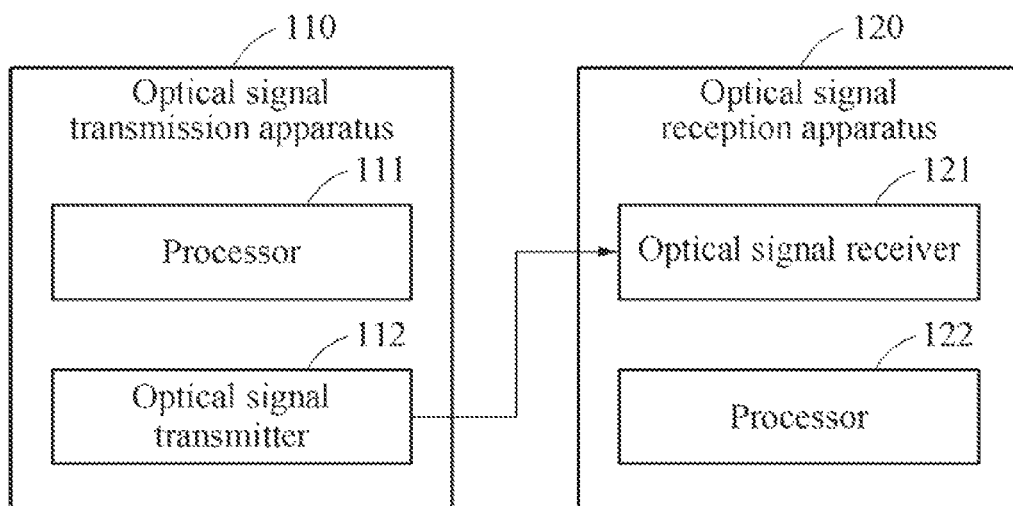 110
Optical signal
transmission apparatus
111
Processor
112
Optical signal
transmitter
120
Optical signal
reception apparatus
121
Optical signal receiver
122
Processor